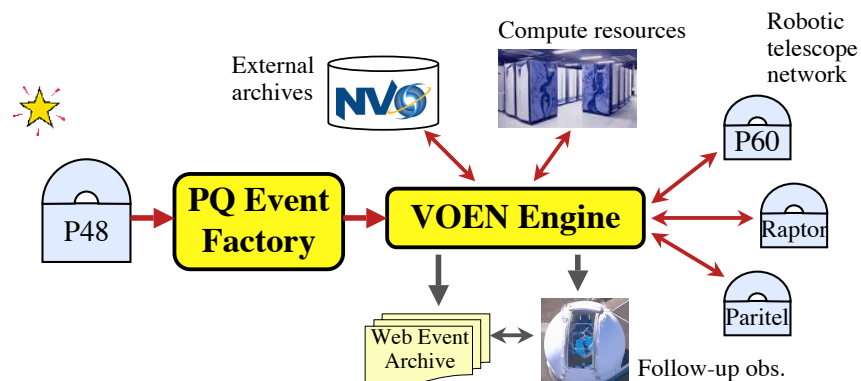 Compute resources
Robotic
telescope
network
External
archives
NVO
P60
P48
PQ Event
Factory
VOEN Engine
Raptor
Paritel
Web Event
Archive
Follow-up obs.